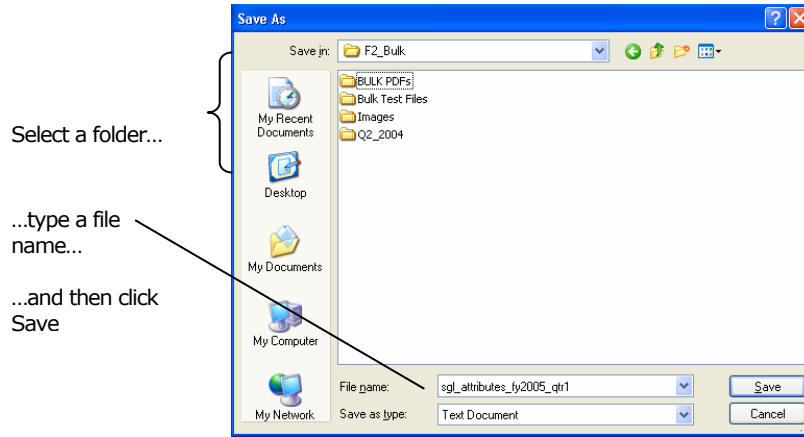 Save As
Save in: F2_Bulk
BULK PDFs
Bulk Test Files
Images
Q2_2004
My Recent
Documents
Desktop
My Documents
My Computer
My Network
File name: sgl_attributes_fy2005_qtr1 Save
Save as type: Text Document Cancel
Select a folder…
…type a file
name…
…and then click
Save